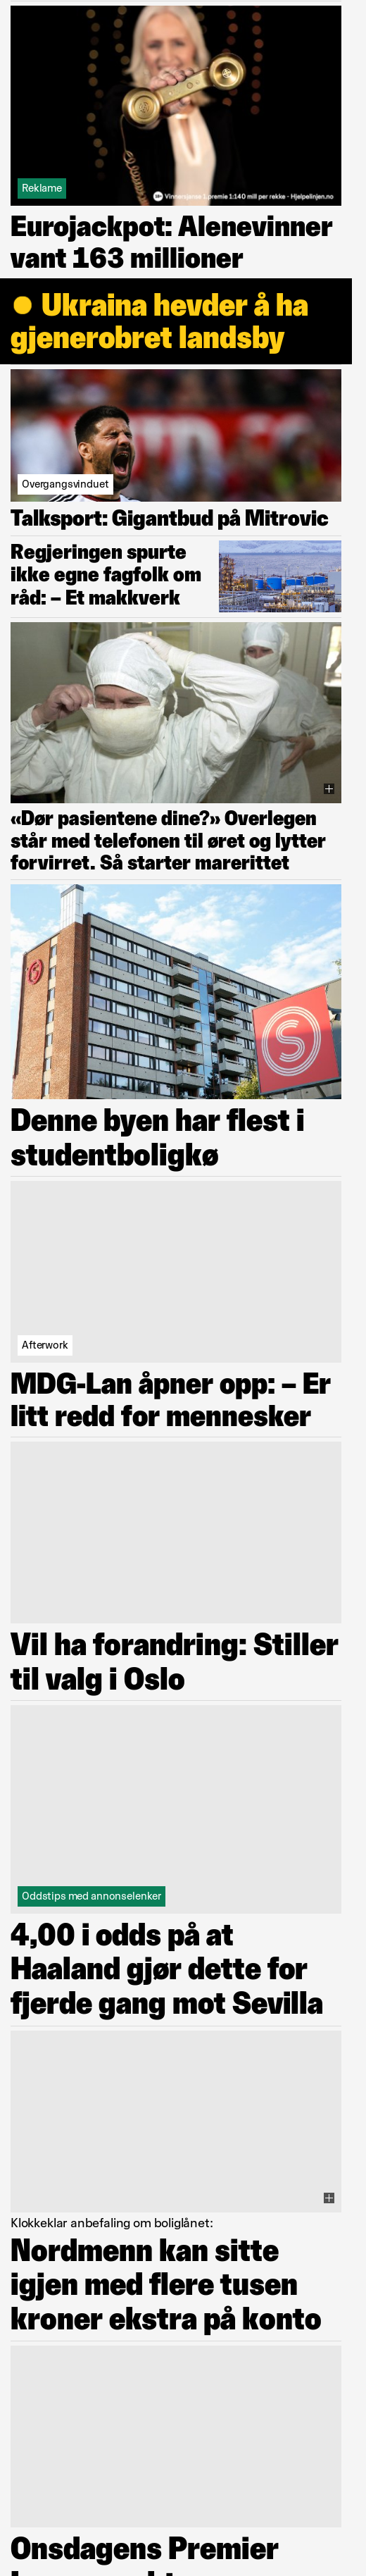 Reklame
18+ Vinnersjanse 1.premie 1:140 mill per rekke - Hjelpelinjen.no
Eurojackpot: Alenevinner
vant 163 millioner
Ukraina hevder å ha
gjenerobret landsby
Overgangsvinduet
Talksport: Gigantbud på Mitrovic
Regjeringen spurte
ikke egne fagfolk om
råd: – Et makkverk
«Dør pasientene dine?» Overlegen
står med telefonen til øret og lytter
forvirret. Så starter marerittet
S
Denne byen har flest i
studentboligkø
Afterwork
MDG-Lan åpner opp: – Er
litt redd for mennesker
Vil ha forandring: Stiller
til valg i Oslo
Oddstips med annonselenker
4,00 i odds på at
Haaland gjør dette for
fjerde gang mot Sevilla
Klokkeklar anbefaling om boliglånet:
Nordmenn kan sitte
igjen med flere tusen
kroner ekstra på konto
Onsdagens Premier